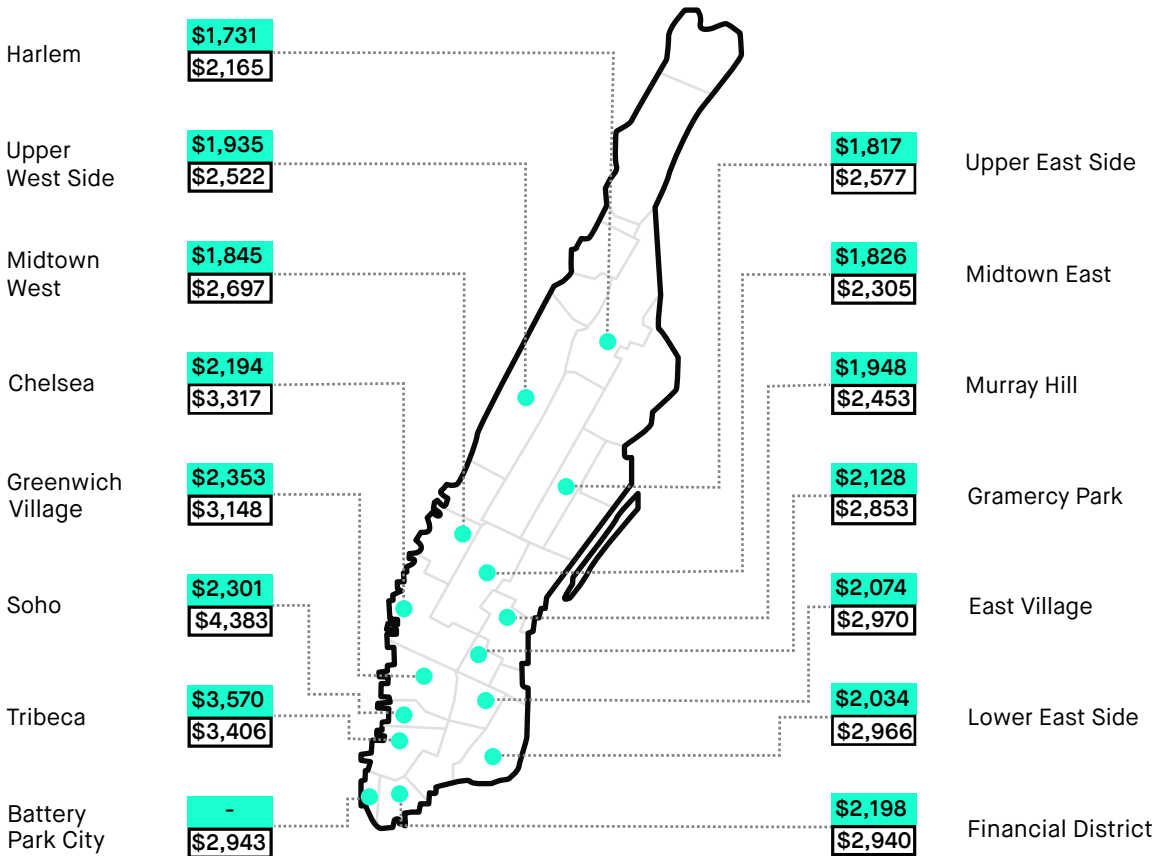 Harlem
$1,731
$2,165
Upper
West Side
$1,935
$2,522
Midtown
West
$1,845
$2,697
Chelsea
$2,194
$3,317
Greenwich
Village
$2,353
$3,148
Soho
$2,301
$4,383
Tribeca
$3,570
$3,406
Battery
Park City
-
$2,943
$1,817
$2,577
Upper East Side
$1,826
$2,305
Midtown East
$1,948
$2,453
Murray Hill
$2,128
$2,853
Gramercy Park
$2,074
$2,970
East Village
$2,034
$2,966
Lower East Side
$2,198
$2,940
Financial District